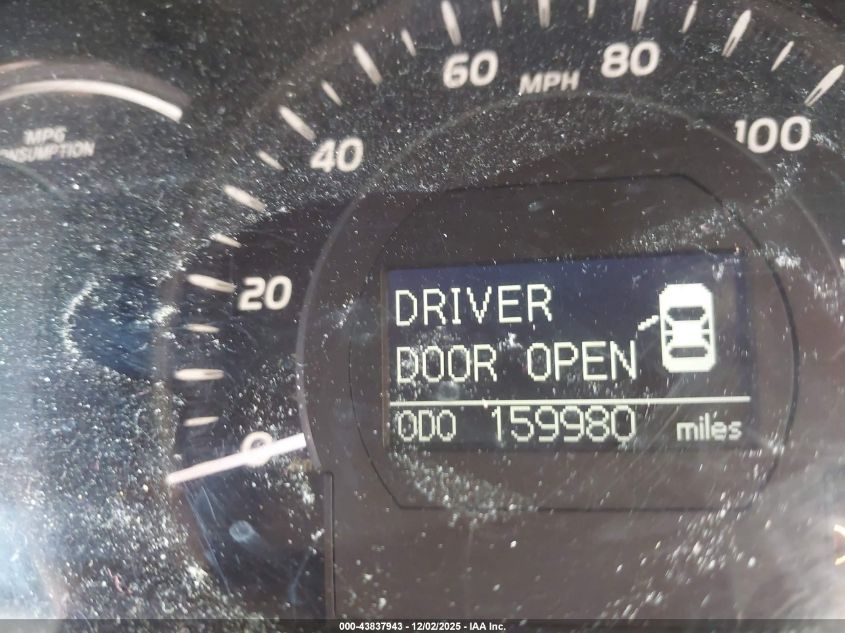 60
MPH
80
100
40
MPG
CONSUMPTION
20
0
DRIVER
DOOR OPEN
ODO 159980 miles
000-43837943 - 12/02/2025 - IAA Inc.